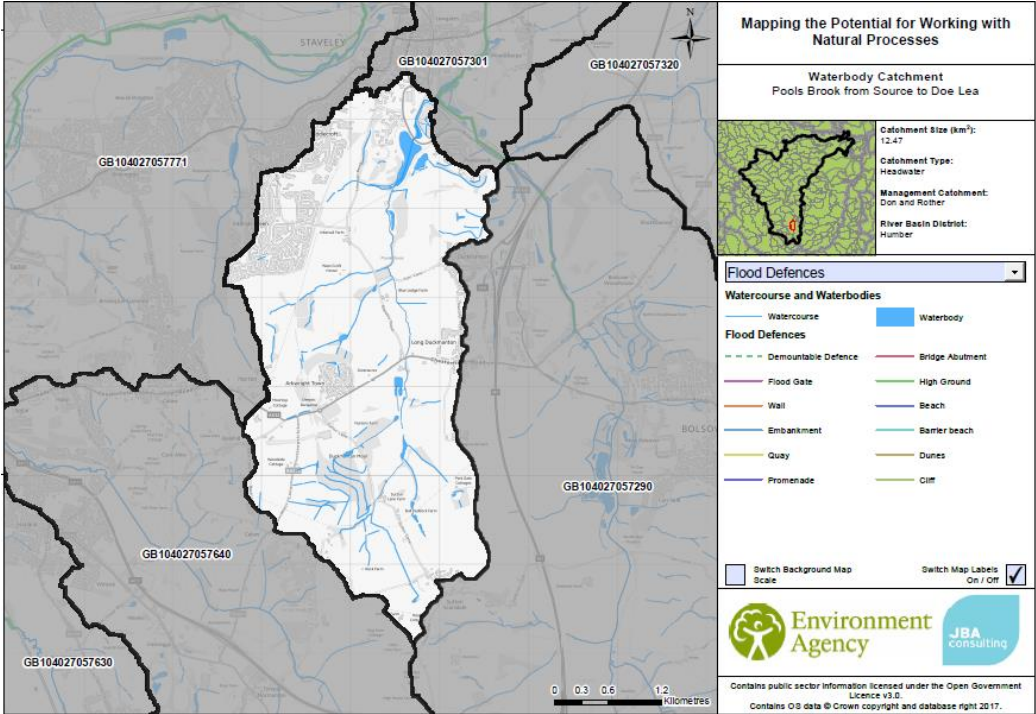 Mapping the Potential for Working with
Natural Processes
Waterbody Catchment
Pools Brook from Source to Doe Lea
Catchment Size (km²):
12.47
Catchment Type:
Headwater
Management Catchment:
Don and Rother
River Basin District:
Humber
Flood Defences
Watercourse and Waterbodies
Watercourse
Waterbody
Flood Defences
Demountable Defence
Bridge Abutment
Flood Gate
High Ground
Wall
Beach
Embankment
Barrier beach
Quay
Dunes
Promenade
Cliff
Switch Background Map
Scale
Switch Map Labels
On / Off
Environment
Agency
JBA
consulting
Contains public sector information licensed under the Open Government
Licence v3.0.
Contains OS data © Crown copyright and database right 2017.
N
STAVELEY
GB104027057301
GB104027057320
GB104027057771
Long Duckmanton
Arkwright Town
BOLSO
GB104027057290
GB104027057640
GB104027057630
0 0.3 0.6 1.2
Kilometres